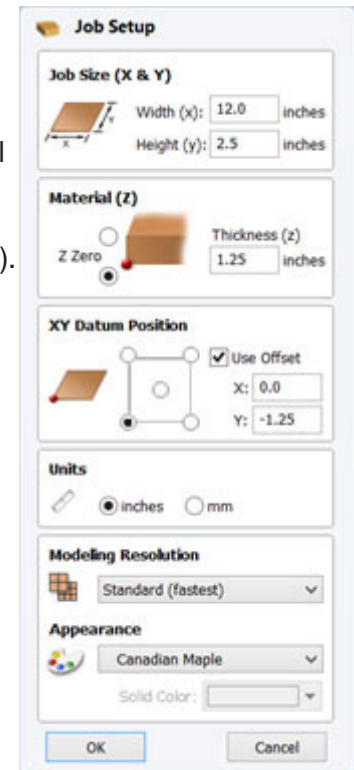 Job Setup
Job Size (X & Y)
Y
X
Width (x): 12.0 inches
Height (y): 2.5 inches
l
Material (Z)
).
Z Zero
Thickness (z)
1.25 inches
XY Datum Position
Use Offset
X: 0.0
Y: -1.25
Units
inches mm
Modeling Resolution
Standard (fastest)
Appearance
Canadian Maple
Solid Color:
OK Cancel